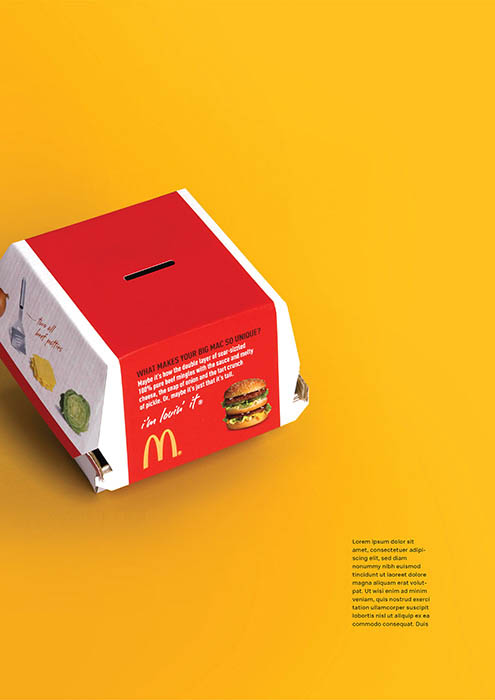 two all
beef patties
WHAT MAKES YOUR BIG MAC SO UNIQUE?
Maybe it's how the double layer of sear-sizzled
100% pure beef mingles with the sauce and melty
cheese, the snap of onion and the tart crunch
of pickle. Or, maybe it's just that it's tall.
i'm lovin' it ®
M®
Lorem ipsum dolor sit
amet, consectetuer adipi-
scing elit, sed diam
nonummy nibh euismod
tincidunt ut laoreet dolore
magna aliquam erat volut-
pat. Ut wisi enim ad minim
veniam, quis nostrud exerci
tation ullamcorper suscipit
lobortis nisl ut aliquip ex ea
commodo consequat. Duis